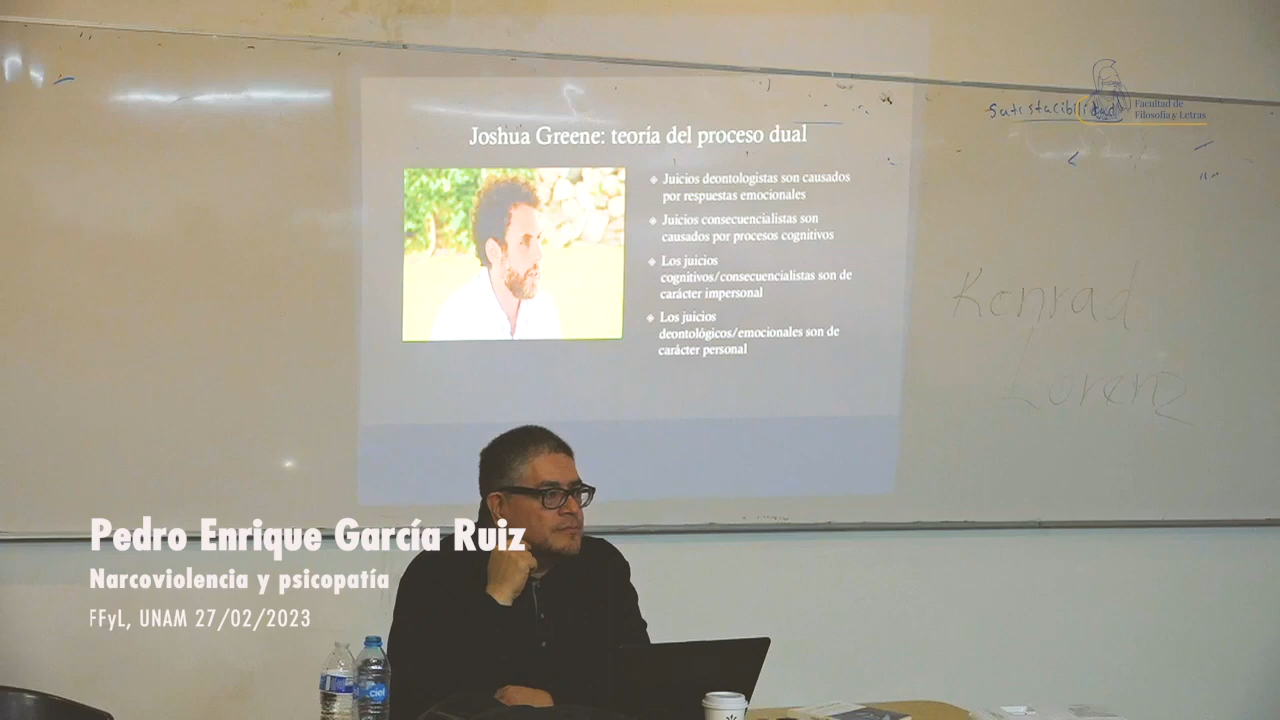 Joshua Greene: teoría del proceso dual
Juicios deontologistas son causados
por respuestas emocionales
Juicios consecuencialistas son
causados por procesos cognitivos
Los juicios
cognitivos/consecuencialistas son de
carácter impersonal
Los juicios
deontológicos/emocionales son de
carácter personal
Facultad de
Filosofía y Letras
Konrad
Lorenz
Pedro Enrique García Ruiz
Narcoviolencia y psicopatía
FFyL, UNAM 27/02/2023
ciel